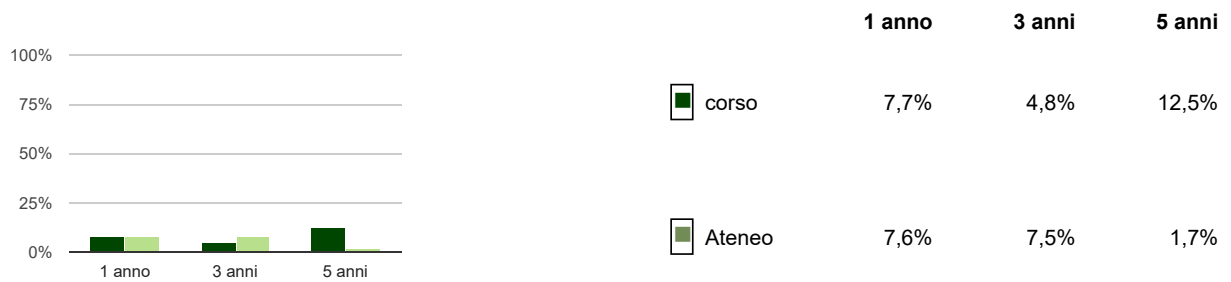 1 anno 3 anni 5 anni
100%
75%
50%
25%
0%
1 anno 3 anni 5 anni
corso 7,7% 4,8% 12,5%
Ateneo 7,6% 7,5% 1,7%